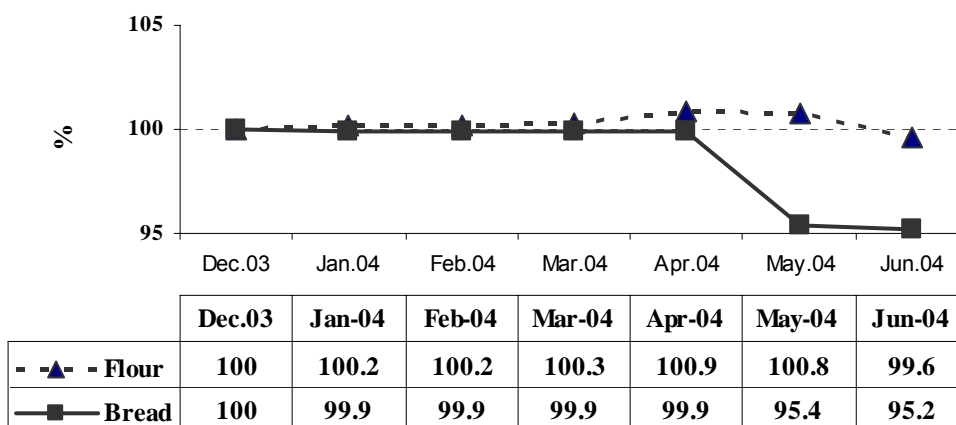 105
%
100
95
Dec.03 Jan.04 Feb.04 Mar.04 Apr.04 May.04 Jun.04
Dec.03 Jan-04 Feb-04 Mar-04 Apr-04 May-04 Jun-04
Flour 100 100.2 100.2 100.3 100.9 100.8 99.6
Bread 100 99.9 99.9 99.9 99.9 95.4 95.2